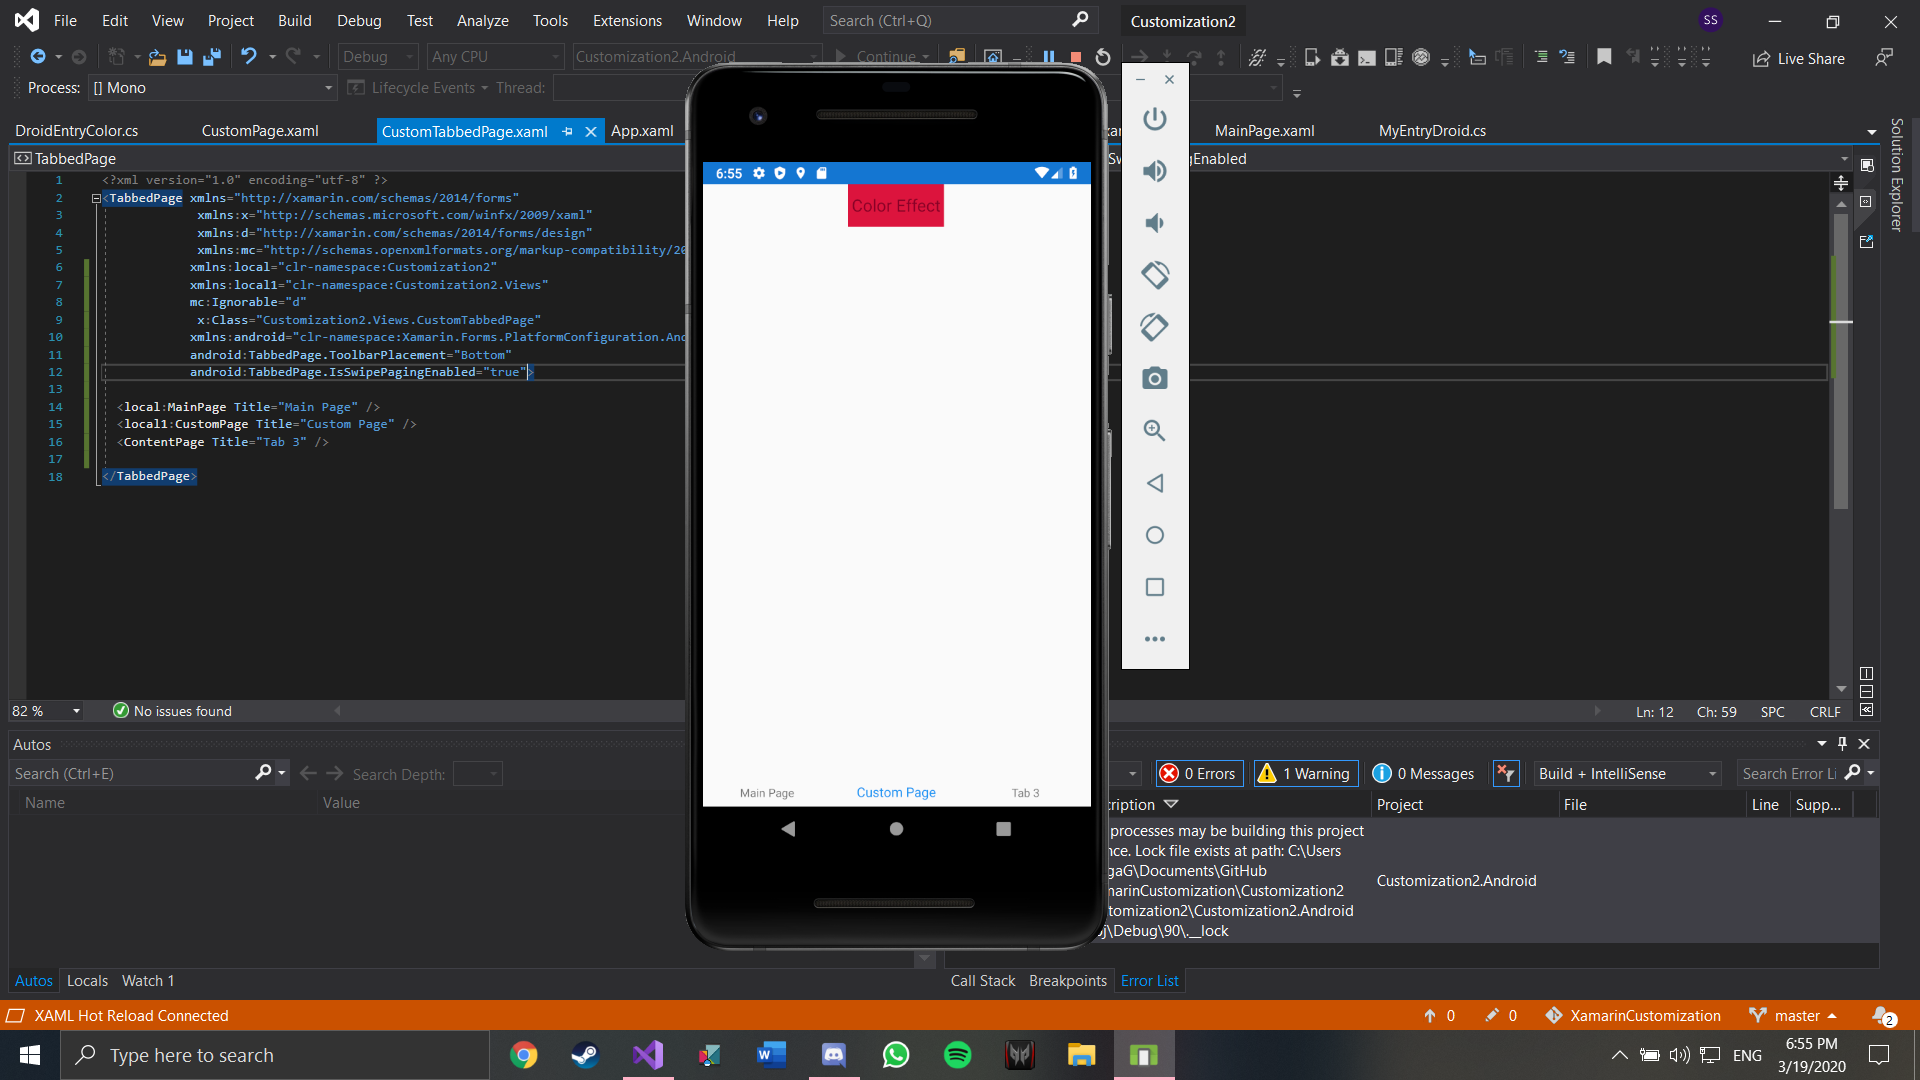 File Edit View Project Build Debug Test Analyze Tools Extensions Window Help Search (Ctrl+Q) Customization2 SS
Debug Any CPU Customization2.Android Continue Live Share
Process: [] Mono Lifecycle Events Thread:
DroidEntryColor.cs CustomPage.xaml CustomTabbedPage.xaml App.xaml MainPage.xaml MyEntryDroid.cs
TabbedPage
Solution Explorer
1 <?xml version="1.0" encoding="utf-8" ?>
2 <TabbedPage xmlns="http://xamarin.com/schemas/2014/forms"
3 xmlns:x="http://schemas.microsoft.com/winfx/2009/xaml"
4 xmlns:d="http://xamarin.com/schemas/2014/forms/design"
5 xmlns:mc="http://schemas.openxmlformats.org/markup-compatibility/20
6 xmlns:local="clr-namespace:Customization2"
7 xmlns:local1="clr-namespace:Customization2.Views"
8 mc:Ignorable="d"
9 x:Class="Customization2.Views.CustomTabbedPage"
10 xmlns:android="clr-namespace:Xamarin.Forms.PlatformConfiguration.And
11 android:TabbedPage.ToolbarPlacement="Bottom"
12 android:TabbedPage.IsSwipePagingEnabled="true">
13
14 <local:MainPage Title="Main Page" />
15 <local1:CustomPage Title="Custom Page" />
16 <ContentPage Title="Tab 3" />
17
18 </TabbedPage>
6:55
Color Effect
Main Page Custom Page Tab 3
82 % No issues found Ln: 12 Ch: 59 SPC CRLF
Autos
Search (Ctrl+E) Search Depth:
Name Value
0 Errors 1 Warning 0 Messages Build + IntelliSense Search Error Li
cription Project File Line Supp...
processes may be building this project
nce. Lock file exists at path: C:\Users
gaG\Documents\GitHub
marinCustomization\Customization2
tomization2\Customization2.Android
j\Debug\90\.__lock
Customization2.Android
Autos Locals Watch 1 Call Stack Breakpoints Error List
XAML Hot Reload Connected 0 0 XamarinCustomization master 2
Type here to search ENG 6:55 PM
3/19/2020